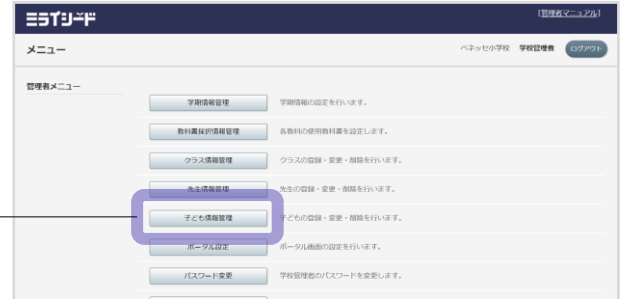 ミライシード
[管理者マニュアル]
メニュー
ベネッセ小学校 学校管理者 ログアウト
管理者メニュー
学期情報管理 学期情報の設定を行います。
教科書採択情報管理 各教科の使用教科書を設定します。
クラス情報管理 クラスの登録・変更・削除を行います。
先生情報管理 先生の登録・変更・削除を行います。
子ども情報管理 子どもの登録・変更・削除を行います。
ポータル設定 ポータル画面の設定を行います。
パスワード変更 学校管理者のパスワードを変更します。